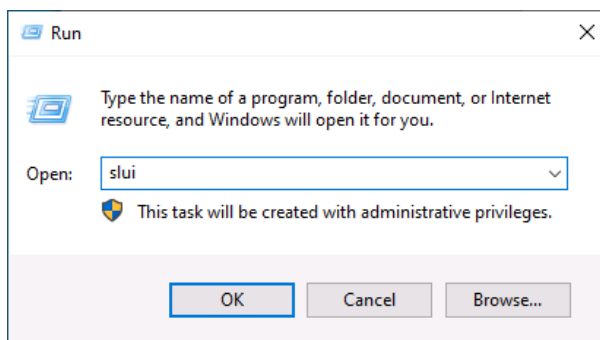 Run
Type the name of a program, folder, document, or Internet
resource, and Windows will open it for you.
Open:
slui
This task will be created with administrative privileges.
OK
Cancel
Browse...